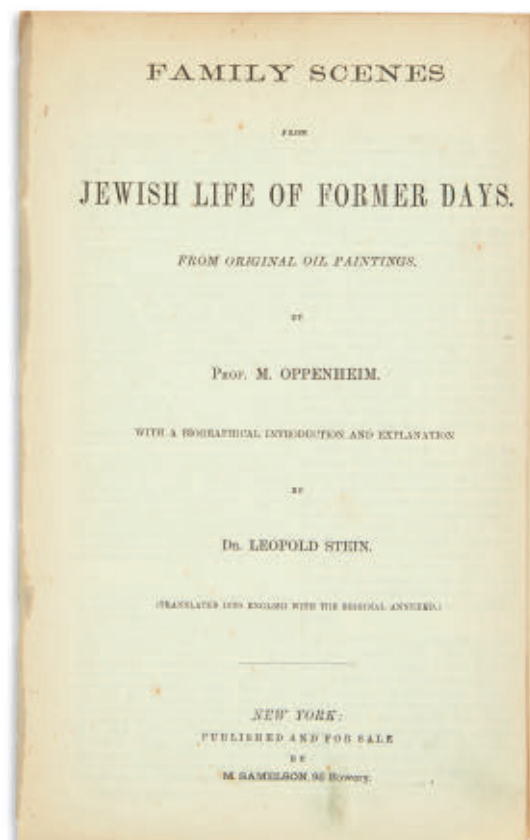 FAMILY SCENES
FROM
JEWISH LIFE OF FORMER DAYS.
FROM ORIGINAL OIL PAINTINGS.
BY
PROF. M. OPPENHEIM.
WITH A BIOGRAPHICAL INTRODUCTION AND EXPLANATION
BY
DR. LEOPOLD STEIN.
(TRANSLATED INTO ENGLISH WITH THE ORIGINAL ANNEXED.)
NEW YORK:
PUBLISHED AND FOR SALE
BY
M. SAMELSON, 96 Bowery.